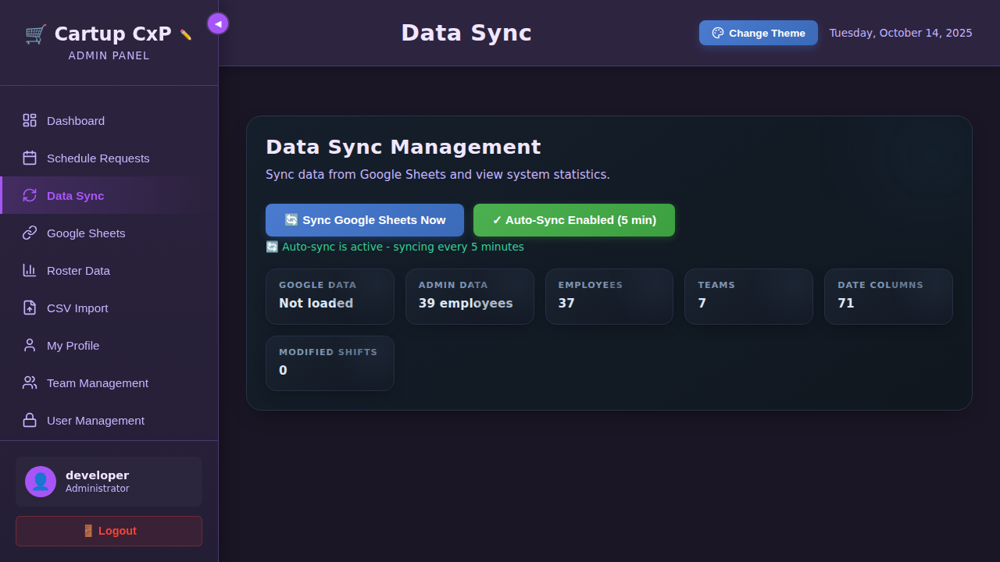 🛒 Cartup CxP ✏️
ADMIN PANEL
◀
Data Sync
Change Theme
Tuesday, October 14, 2025
Dashboard
Schedule Requests
Data Sync
Google Sheets
Roster Data
CSV Import
My Profile
Team Management
User Management
👤 developer
Administrator
🚪 Logout
Data Sync Management
Sync data from Google Sheets and view system statistics.
🔄 Sync Google Sheets Now
✓ Auto-Sync Enabled (5 min)
🔄 Auto-sync is active - syncing every 5 minutes
GOOGLE DATA
Not loaded
ADMIN DATA
39 employees
EMPLOYEES
37
TEAMS
7
DATE COLUMNS
71
MODIFIED SHIFTS
0